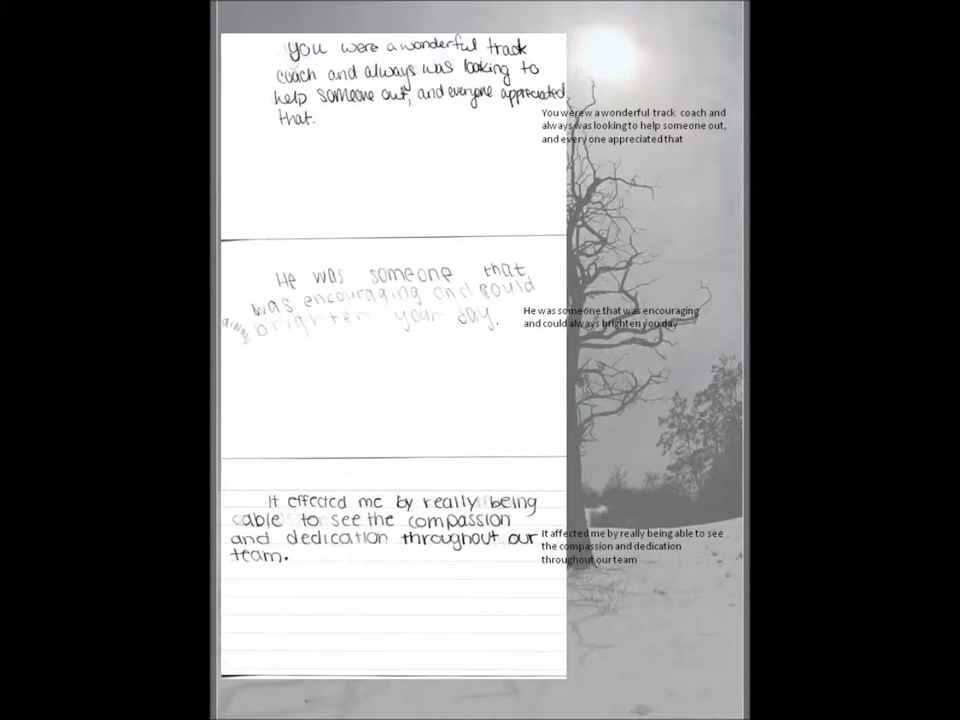 You were a wonderful track
coach and always was looking to
help someone out, and everyone appreciated
that.
You werew a wonderful track coach and
always was looking to help someone out,
and every one appreciated that
He was someone that
was encouraging and could
always brighten your day.
He was someone that was encouraging
and could always brighten you day
It effected me by really being
able to see the compassion
and dedication throughout our
team.
It affected me by really being able to see
the compassion and dedication
throughout our team